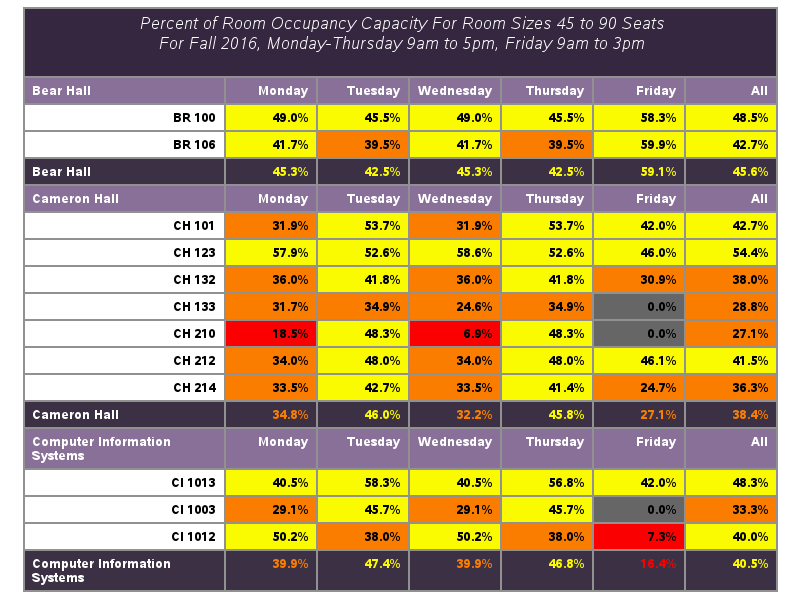 Percent of Room Occupancy Capacity For Room Sizes 45 to 90 Seats
For Fall 2016, Monday-Thursday 9am to 5pm, Friday 9am to 3pm
Bear Hall Monday Tuesday Wednesday Thursday Friday All
BR 100 49.0% 45.5% 49.0% 45.5% 58.3% 48.5%
BR 106 41.7% 39.5% 41.7% 39.5% 59.9% 42.7%
Bear Hall 45.3% 42.5% 45.3% 42.5% 59.1% 45.6%
Cameron Hall Monday Tuesday Wednesday Thursday Friday All
CH 101 31.9% 53.7% 31.9% 53.7% 42.0% 42.7%
CH 123 57.9% 52.6% 58.6% 52.6% 46.0% 54.4%
CH 132 36.0% 41.8% 36.0% 41.8% 30.9% 38.0%
CH 133 31.7% 34.9% 24.6% 34.9% 0.0% 28.8%
CH 210 18.5% 48.3% 6.9% 48.3% 0.0% 27.1%
CH 212 34.0% 48.0% 34.0% 48.0% 46.1% 41.5%
CH 214 33.5% 42.7% 33.5% 41.4% 24.7% 36.3%
Cameron Hall 34.8% 46.0% 32.2% 45.8% 27.1% 38.4%
Computer Information Monday Tuesday Wednesday Thursday Friday All
Systems
CI 1013 40.5% 58.3% 40.5% 56.8% 42.0% 48.3%
CI 1003 29.1% 45.7% 29.1% 45.7% 0.0% 33.3%
CI 1012 50.2% 38.0% 50.2% 38.0% 7.3% 40.0%
Computer Information 39.9% 47.4% 39.9% 46.8% 16.4% 40.5%
Systems